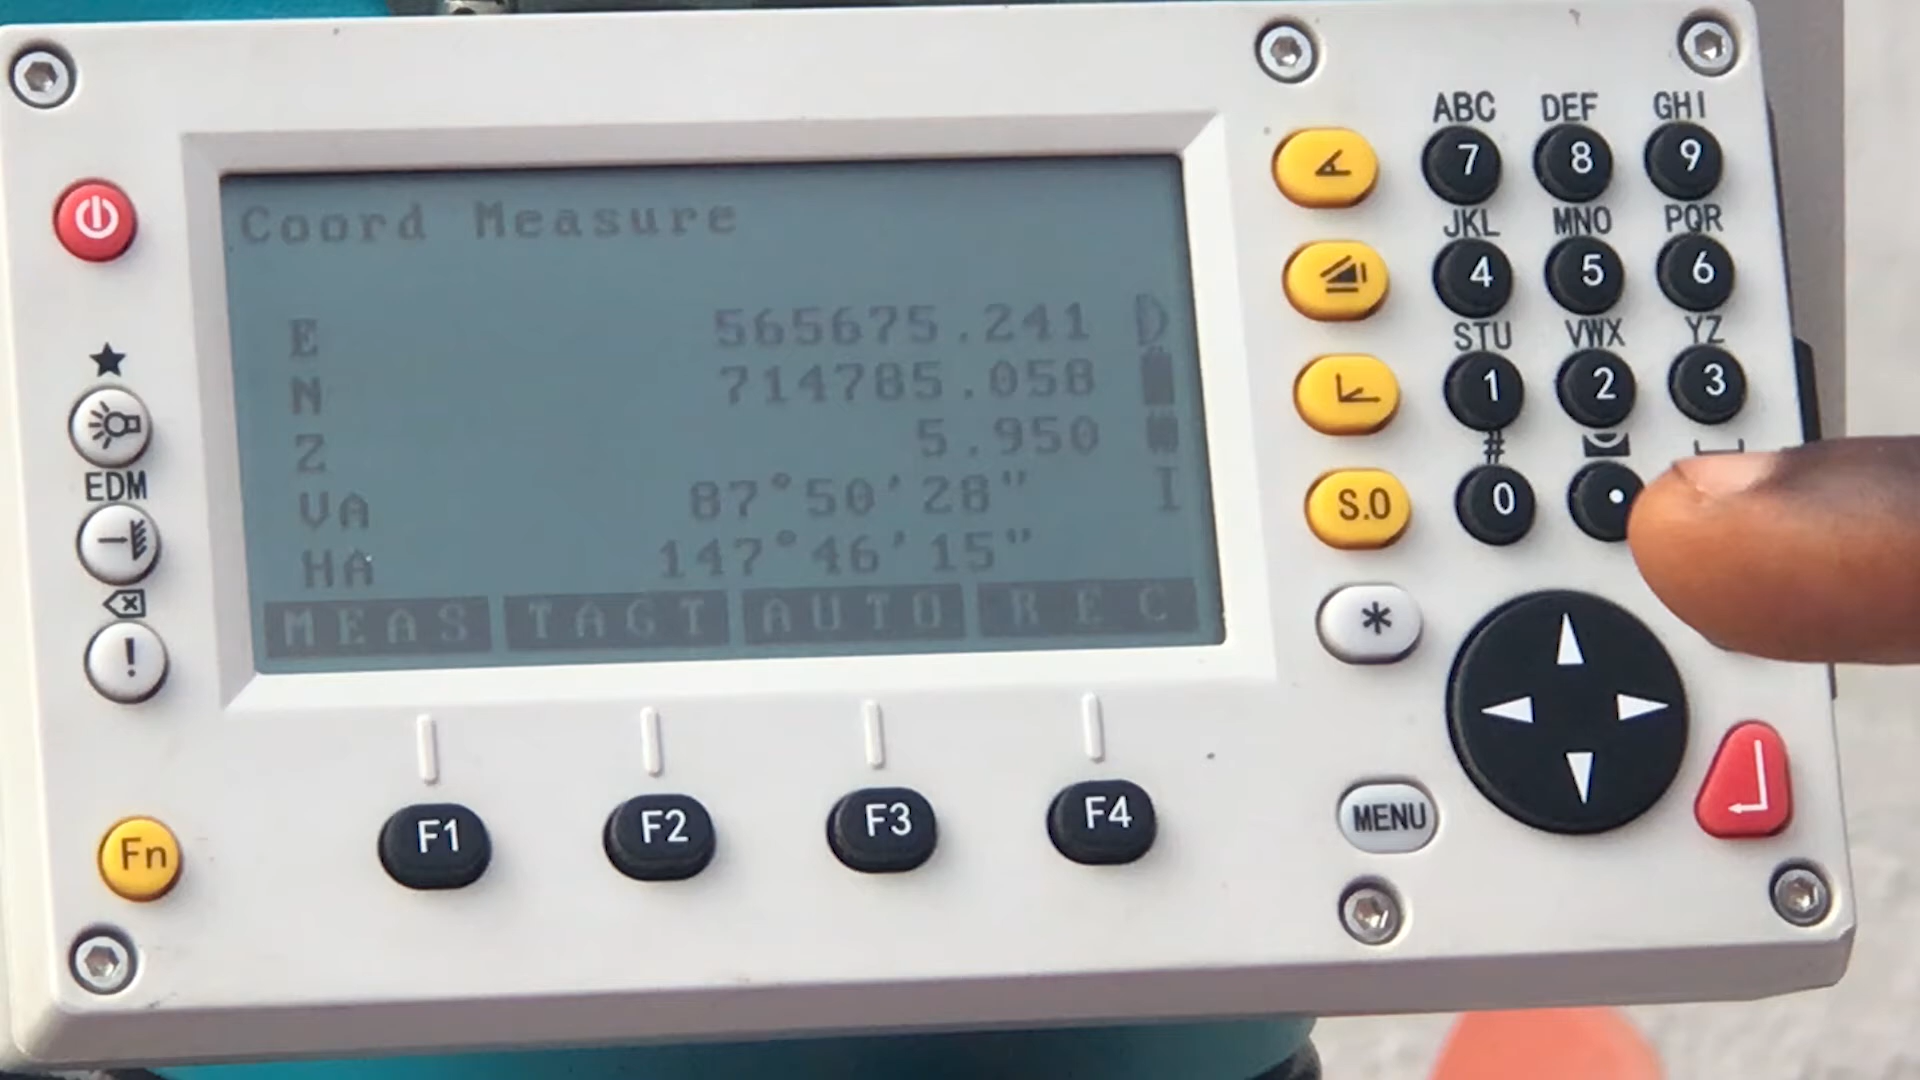 Coord Measure
E 565675.241
N 714785.058
Z 5.950
VA 87°50'28" I
HA 147°46'15"
MEAS TAGT AUTO REC
EDM
!
Fn
F1 F2 F3 F4
ABC DEF GHI
7 8 9
JKL MNO PQR
4 5 6
STU VWX YZ
1 2 3
#
0 .
S.O
*
MENU